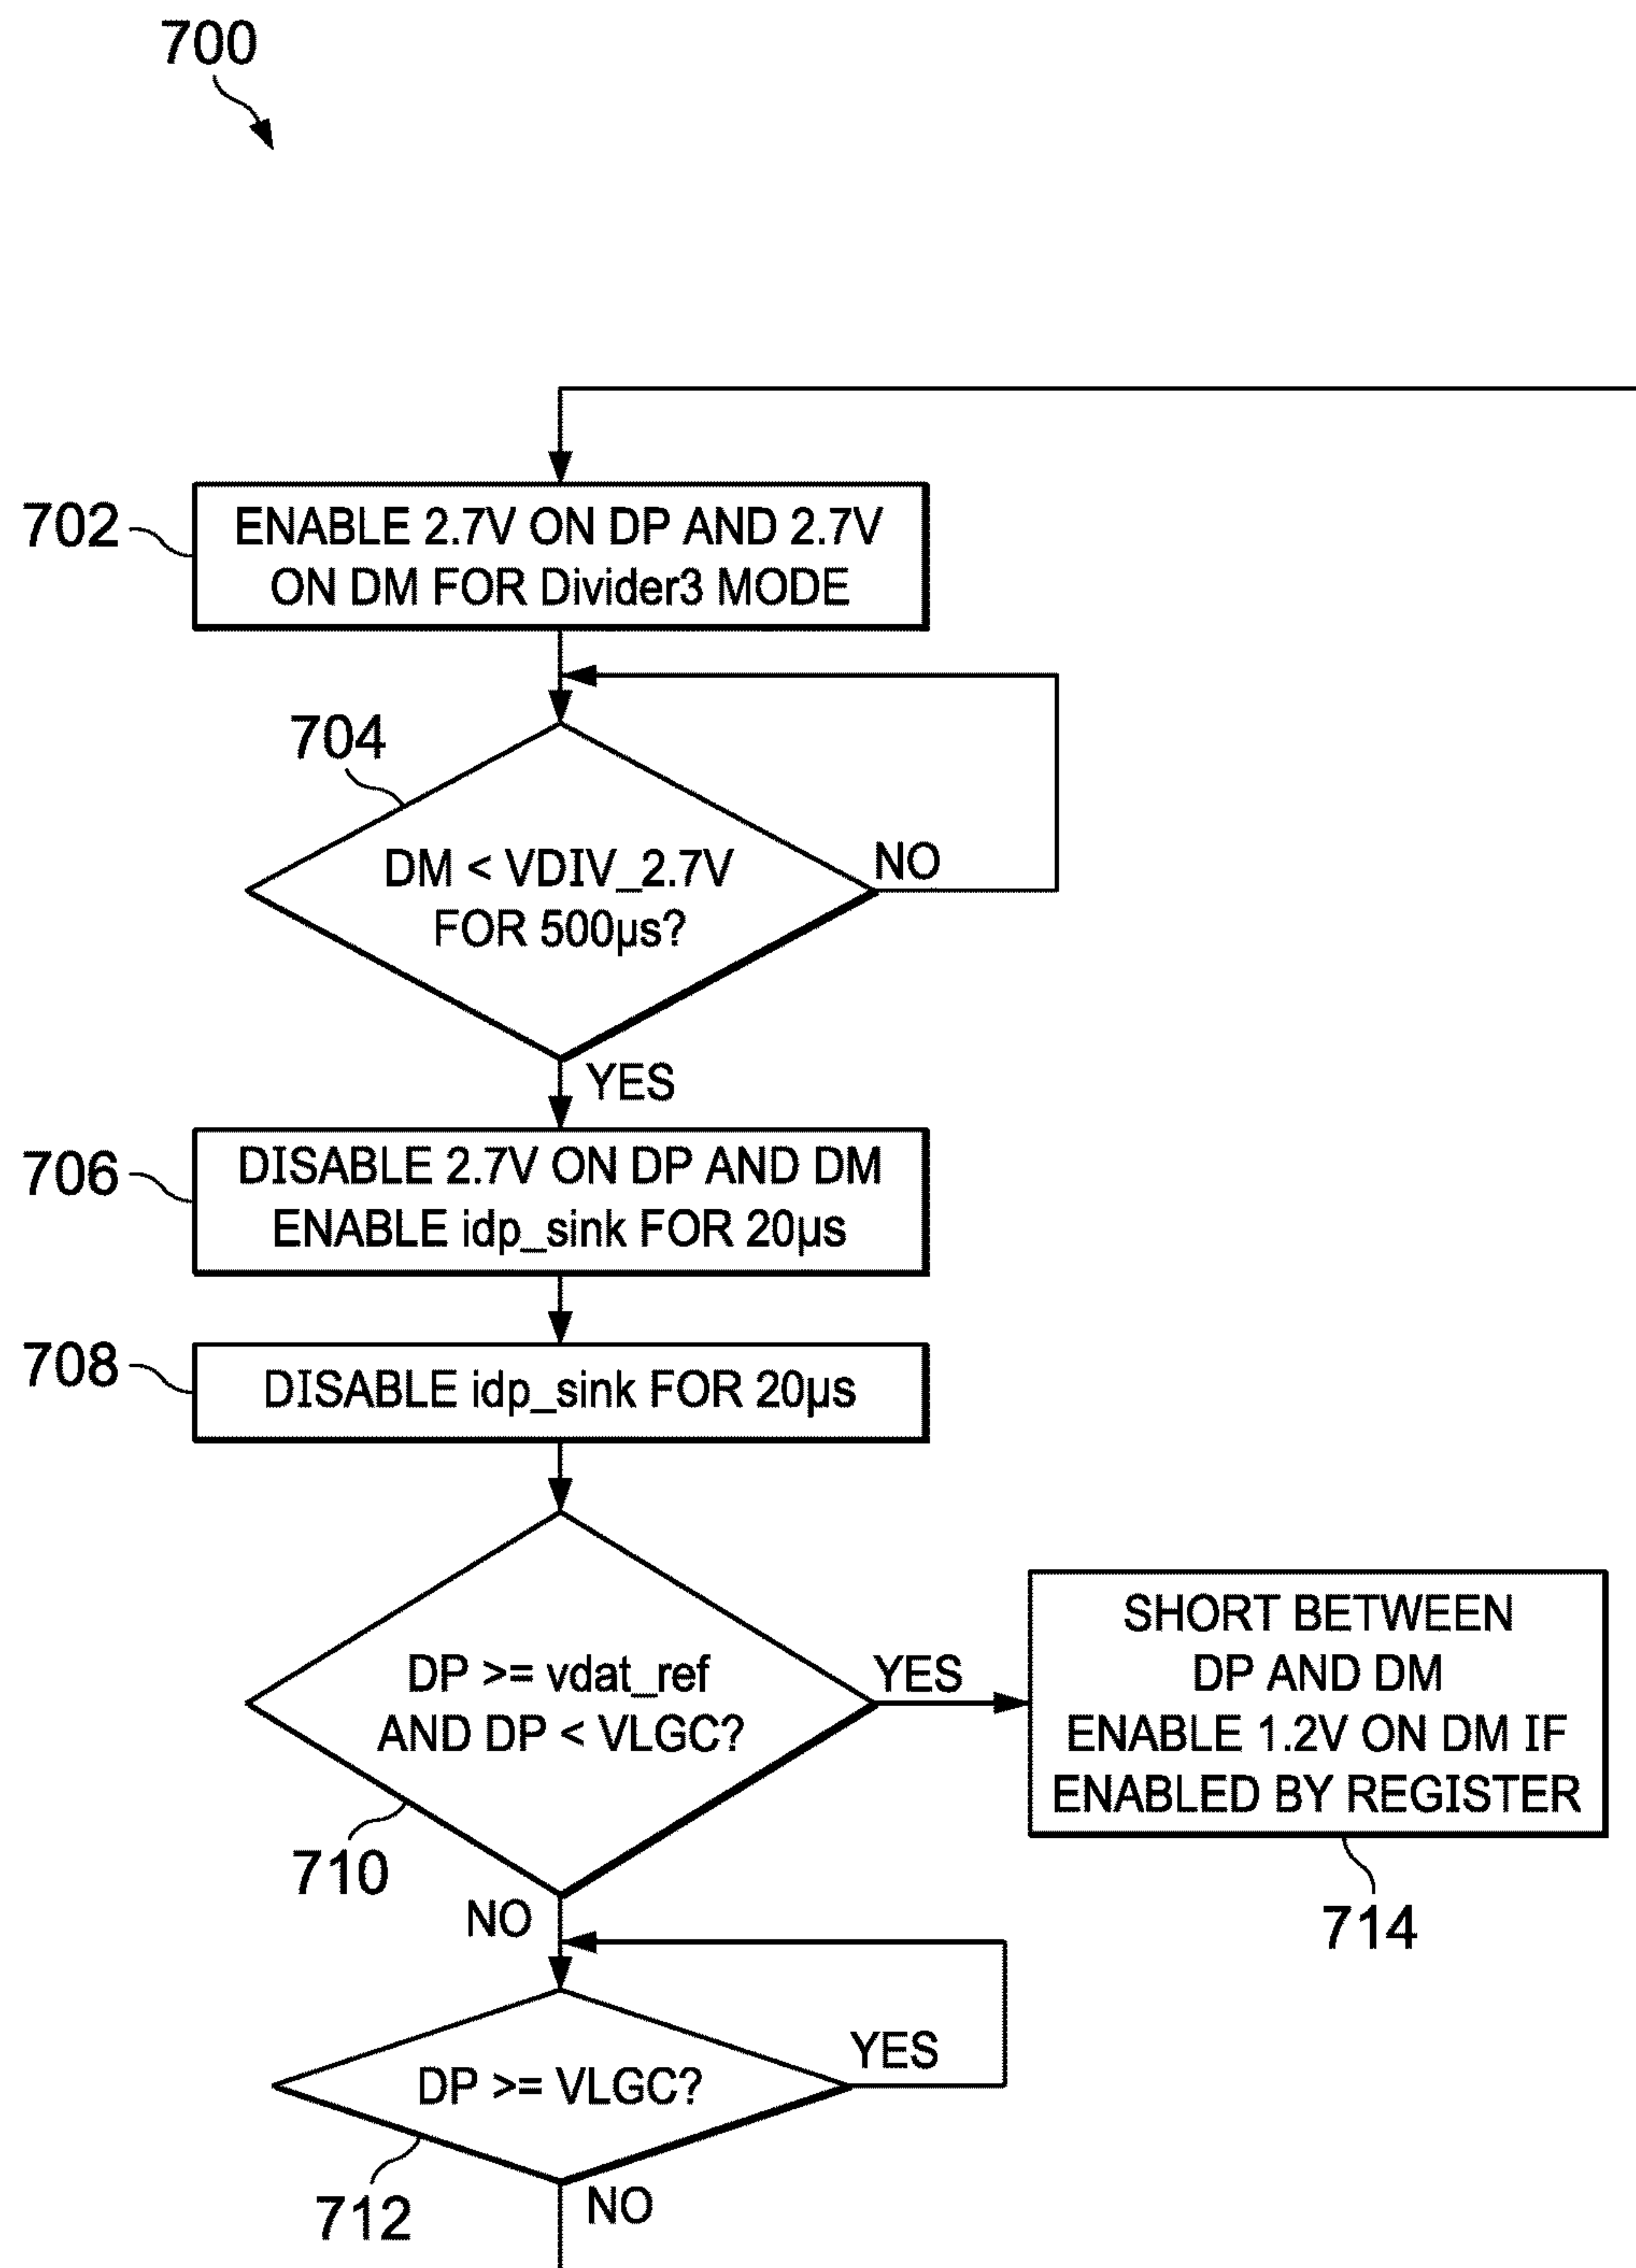 700
702
ENABLE 2.7V ON DP AND 2.7V
ON DM FOR Divider3 MODE
704
DM < VDIV_2.7V
FOR 500µs?
NO
YES
706
DISABLE 2.7V ON DP AND DM
ENABLE idp_sink FOR 20µs
708
DISABLE idp_sink FOR 20µs
DP >= vdat_ref
AND DP < VLGC?
YES
710
NO
SHORT BETWEEN
DP AND DM
ENABLE 1.2V ON DM IF
ENABLED BY REGISTER
714
DP >= VLGC?
YES
712
NO